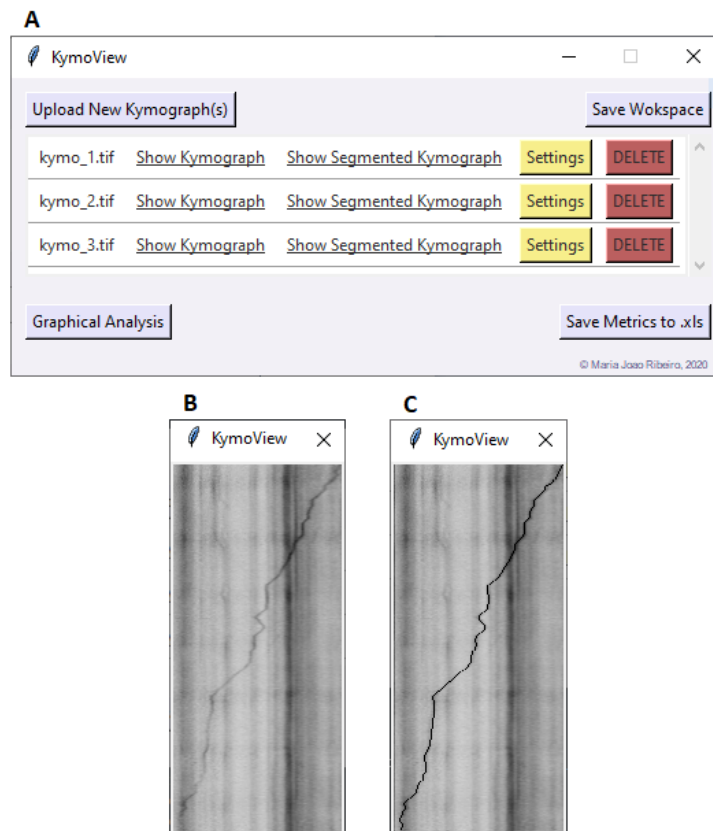 A
KymoView
Upload New Kymograph(s) Save Wokspace
kymo_1.tif Show Kymograph Show Segmented Kymograph Settings DELETE
kymo_2.tif Show Kymograph Show Segmented Kymograph Settings DELETE
kymo_3.tif Show Kymograph Show Segmented Kymograph Settings DELETE
Graphical Analysis Save Metrics to .xls
© Maria Joao Ribeiro, 2020
B C
KymoView KymoView